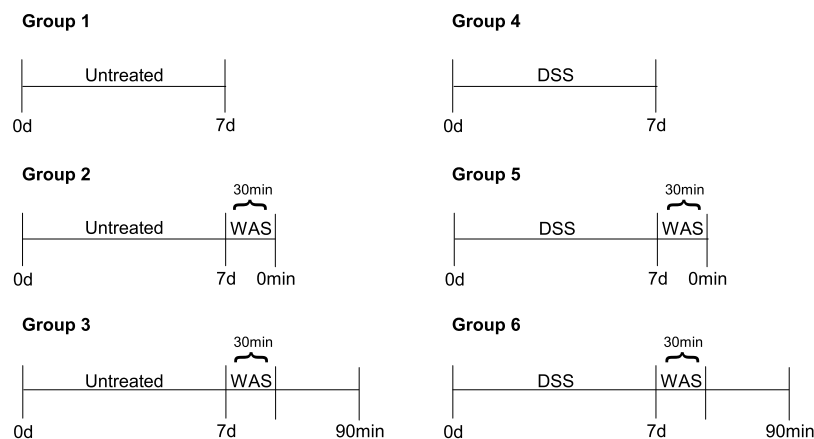 Group 1
Untreated
0d 7d
Group 2
30min
Untreated WAS
0d 7d 0min
Group 3
30min
Untreated WAS
0d 7d 90min
Group 4
DSS
0d 7d
Group 5
30min
DSS WAS
0d 7d 0min
Group 6
30min
DSS WAS
0d 7d 90min